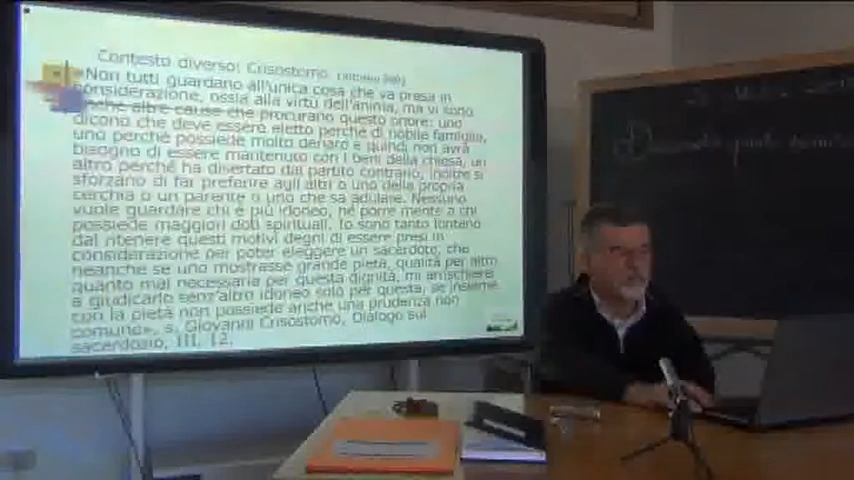 Contesto diverso: Crisostomo
«Non tutti guardano all'unica cosa che va presa in
considerazione, ossia alla virtù dell'anima, ma vi sono
anche altre cause che procurano questo onore: uno
dicono che deve essere eletto perché di nobile famiglia,
uno perché possiede molto denaro e quindi non avrà
bisogno di essere mantenuto con i beni della chiesa, un
altro perché ha disertato dal partito contrario, inoltre si
sforzano di far preferire agli altri o uno della propria
cerchia o un parente o uno che sa adulare. Nessuno
vuole guardare chi è più idoneo, né porre mente a chi
possiede maggiori doti spirituali. Io sono tanto lontano
dal ritenere questi motivi degni di essere presi in
considerazione per poter eleggere un sacerdote, che
neanche se uno mostrasse grande pietà, qualità per altro
quanto mai necessaria per questa dignità, mi arrischierei
a giudicarlo senz'altro idoneo solo per questa, se insieme
con la pietà non possiede anche una prudenza non
comune». s. Giovanni Crisostomo, Dialogo sul
sacerdozio, III, 12.